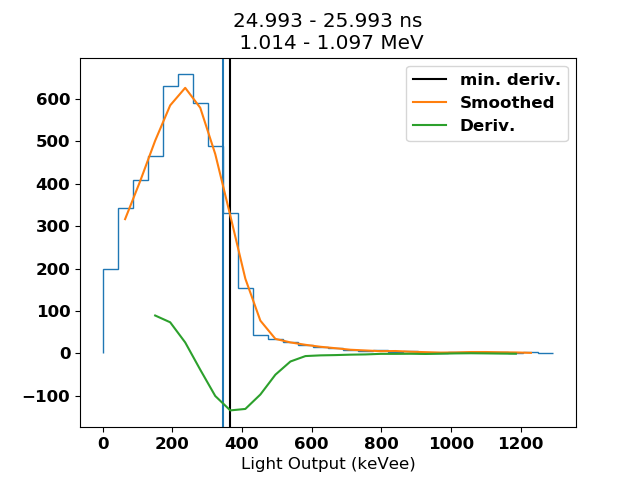 24.993 - 25.993 ns
1.014 - 1.097 MeV
min. deriv.
Smoothed
Deriv.
600
500
400
300
200
100
0
−100
0 200 400 600 800 1000 1200
Light Output (keVee)